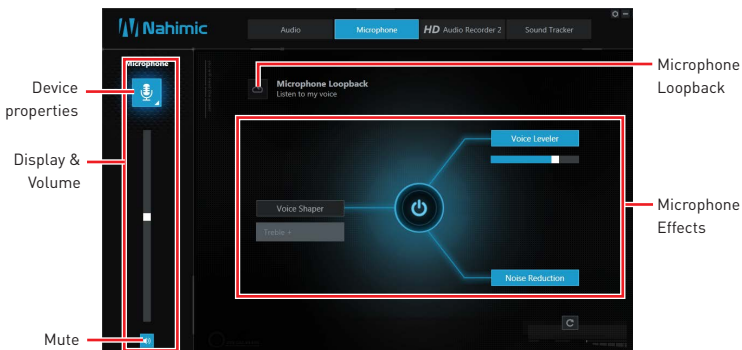 Nahimic
Audio
Microphone
HD Audio Recorder 2
Sound Tracker
Microphone
Device
properties
Display &
Volume
Mute
Microphone Loopback
Listen to my voice
Voice Leveler
Voice Shaper
Treble +
Noise Reduction
Microphone
Loopback
Microphone
Effects